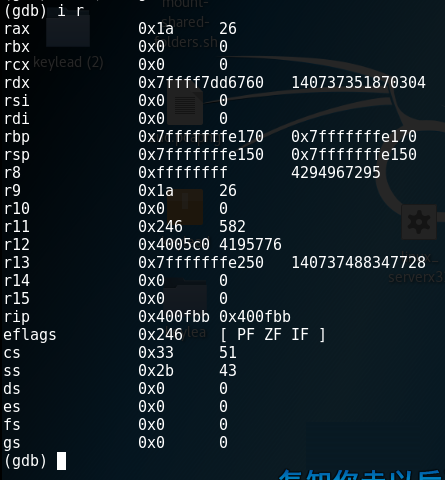 (gdb) i r
rax 0x1a 26
rbx 0x0 0
rcx 0x0 0
rdx 0x7ffff7dd6760 140737351870304
rsi 0x0 0
rdi 0x0 0
rbp 0x7fffffffe170 0x7fffffffe170
rsp 0x7fffffffe150 0x7fffffffe150
r8 0xffffffff 4294967295
r9 0x1a 26
r10 0x0 0
r11 0x246 582
r12 0x4005c0 4195776
r13 0x7fffffffe250 140737488347728
r14 0x0 0
r15 0x0 0
rip 0x400fbb 0x400fbb
eflags 0x246 [ PF ZF IF ]
cs 0x33 51
ss 0x2b 43
ds 0x0 0
es 0x0 0
fs 0x0 0
gs 0x0 0
(gdb)
mount-
shared-
lders.sh
keylead (2)
serverx3